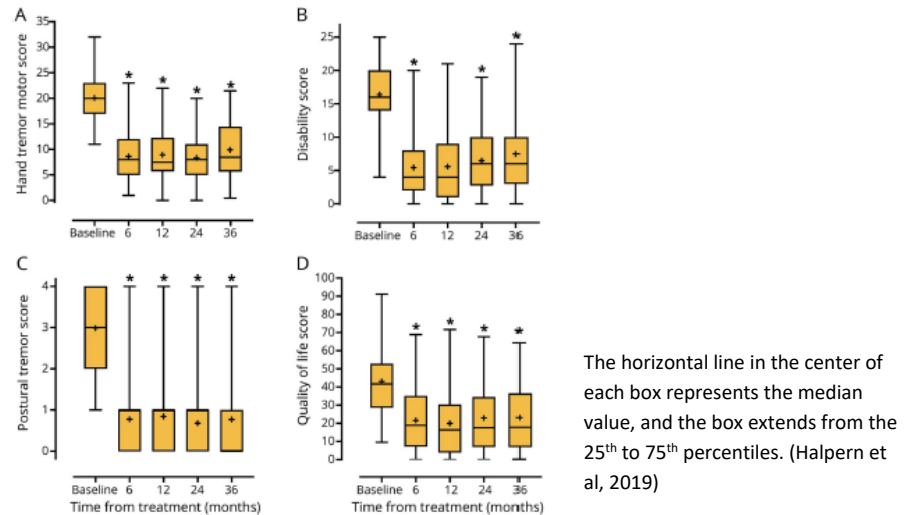 A
Hand tremor motor score
35
30
25
20
15
10
5
0
* * * *
+ + + + +
Baseline 6 12 24 36
B
Disability score
25
20
15
10
5
0
* * *
+ + + + +
Baseline 6 12 24 36
C
Postural tremor score
4
3
2
1
0
* * * *
+ + + + +
Baseline 6 12 24 36
Time from treatment (months)
D
Quality of life score
100
90
80
70
60
50
40
30
20
10
0
* * * *
+ + + + +
Baseline 6 12 24 36
Time from treatment (months)
The horizontal line in the center of
each box represents the median
value, and the box extends from the
25th to 75th percentiles. (Halpern et
al, 2019)